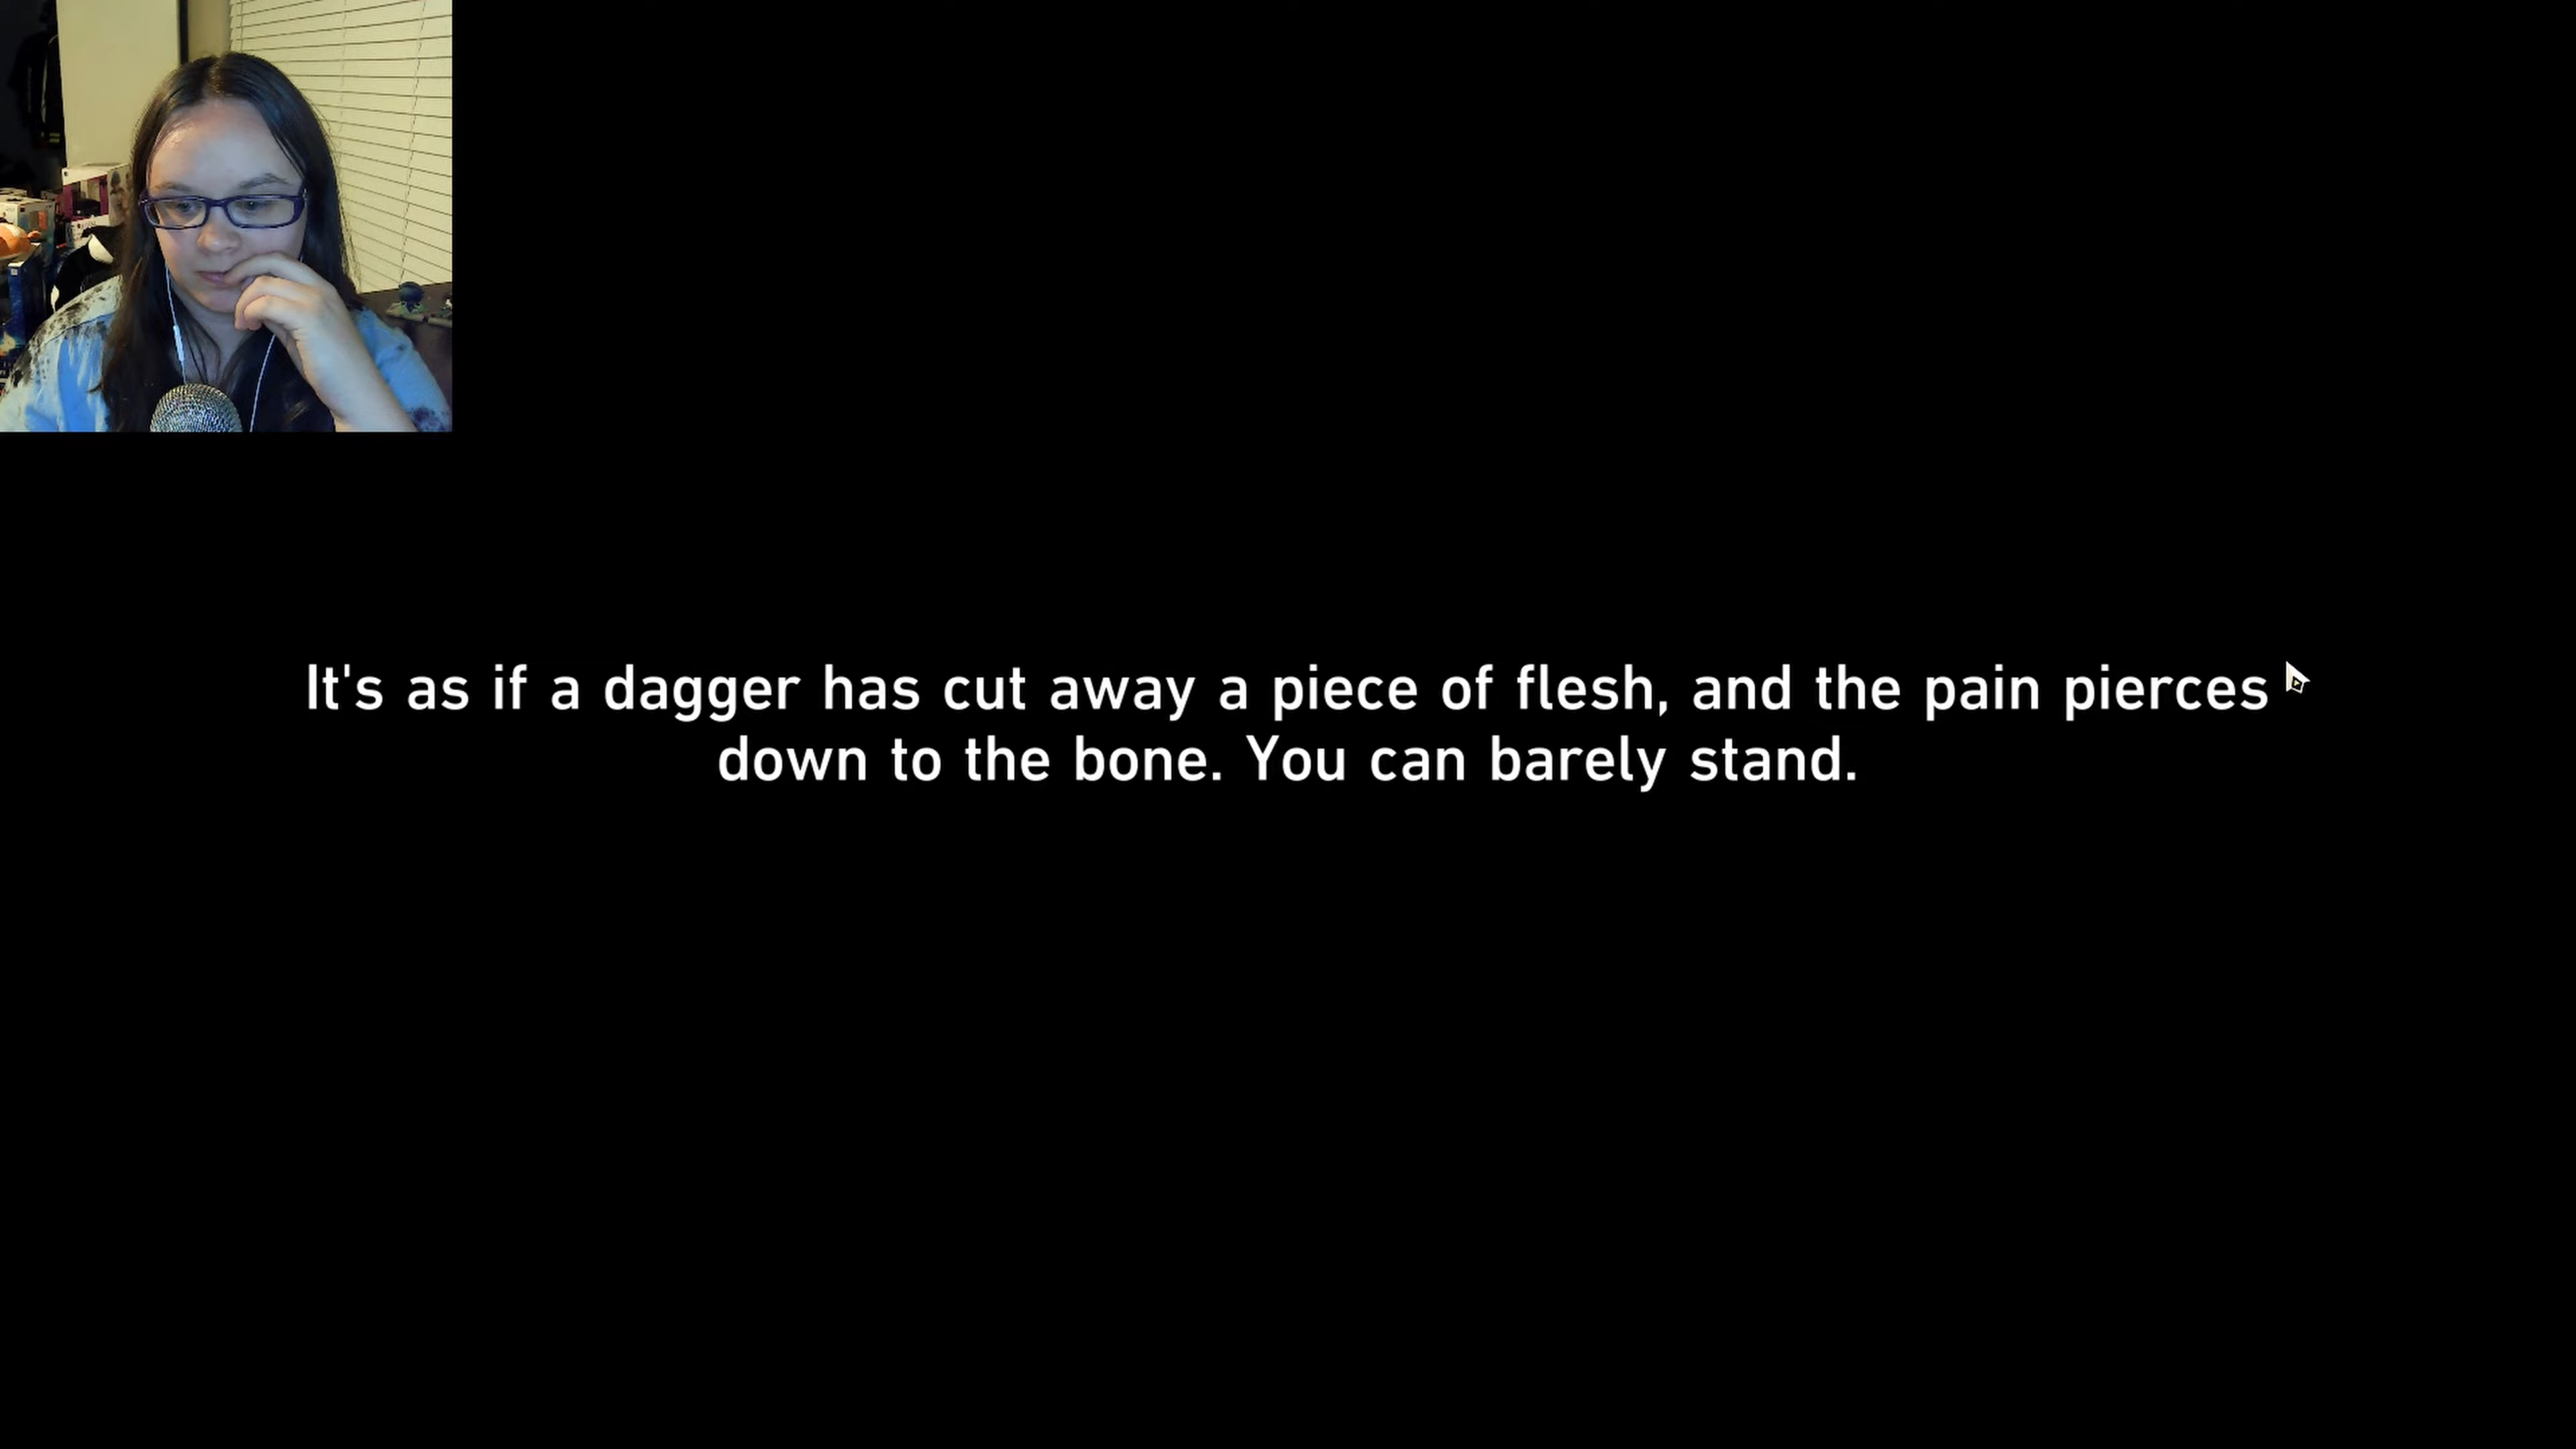 It's as if a dagger has cut away a piece of flesh, and the pain pierces
down to the bone. You can barely stand.